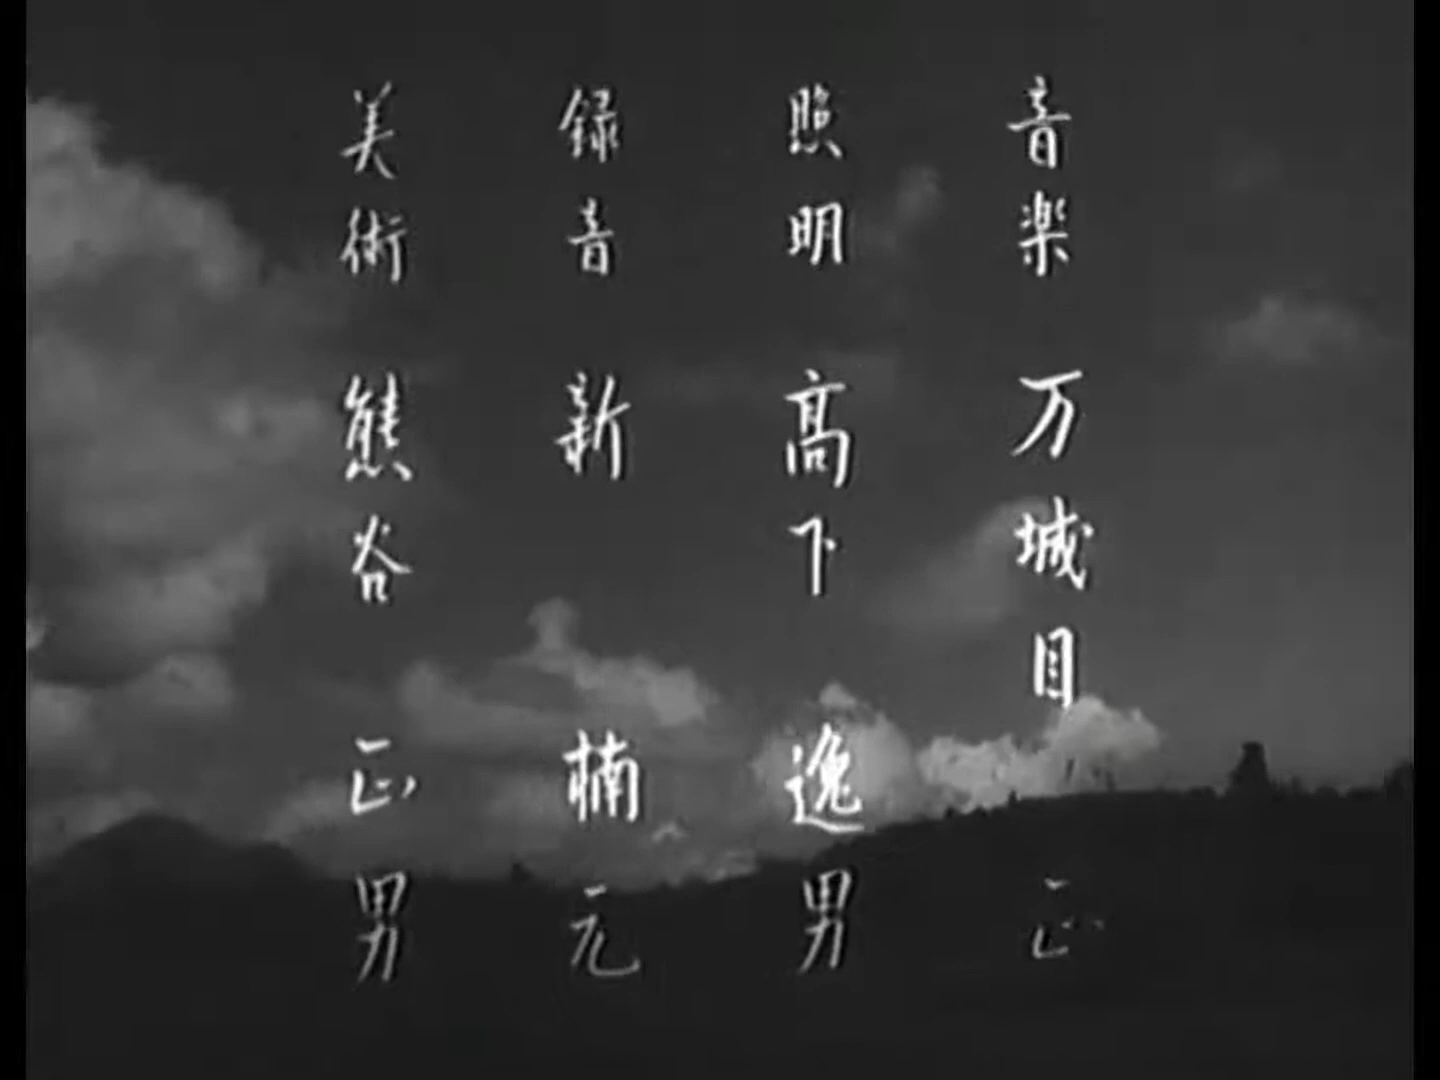 音楽 万城目 正
照明 高下 逸男
録音 新 楠元
美術 熊谷 正男